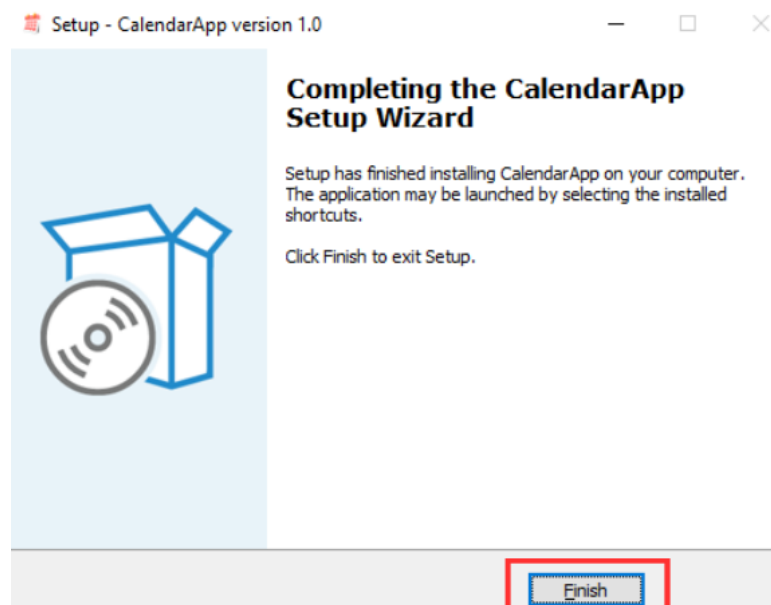 Setup - CalendarApp version 1.0
Completing the CalendarApp
Setup Wizard
Setup has finished installing CalendarApp on your computer.
The application may be launched by selecting the installed
shortcuts.
Click Finish to exit Setup.
Finish